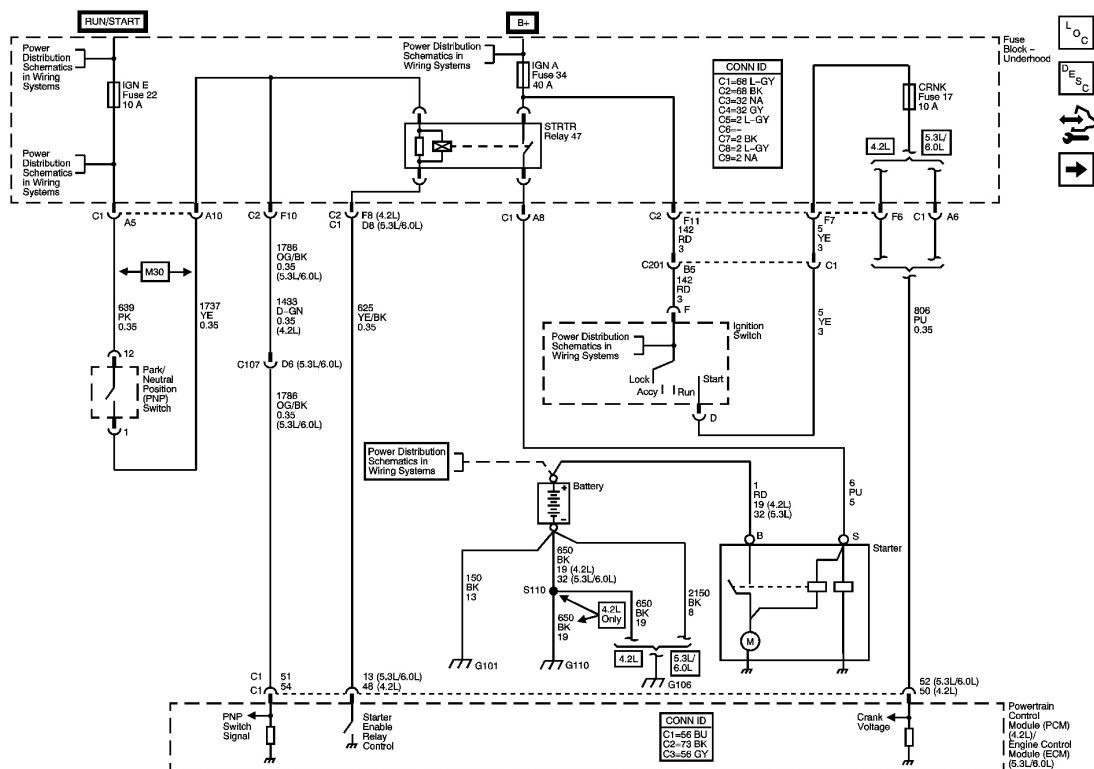 RUN/START
B+
Power
Distribution
Schematics
in Wiring
Systems
IGN E
Fuse 22
10 A
Power
Distribution
Schematics
in Wiring
Systems
Power Distribution
Schematics in
Wiring Systems
IGN A
Fuse 34
40 A
STRTR
Relay 47
CONN ID
C1=68 L-GY
C2=68 BK
C3=32 NA
C4=32 GY
C5=2 L-GY
C6=--
C7=2 BK
C8=2 L-GY
C9=2 NA
CRNK
Fuse 17
10 A
4.2L
5.3L/
6.0L
Fuse
Block –
Underhood
LOC
DESC
C1
A5
A10
C2
F10
C2
F8 (4.2L)
C1
D8 (5.3L/6.0L)
C1
A8
C2
F11
F7
F6
C1
A6
M30
639
PK
0.35
1737
YE
0.35
1786
OG/BK
0.35
(5.3L/6.0L)
1433
D-GN
0.35
(4.2L)
625
YE/BK
0.35
142
RD
3
5
YE
3
C201
B5
C1
142
RD
3
F
5
YE
3
806
PU
0.35
12
Park/
Neutral
Position
(PNP)
Switch
1
C107
D6 (5.3L/6.0L)
1786
OG/BK
0.35
(5.3L/6.0L)
Power Distribution
Schematics in
Wiring Systems
Ignition
Switch
Lock
Accy
Run
Start
D
Power Distribution
Schematics in
Wiring Systems
+
Battery
–
1
RD
19 (4.2L)
32 (5.3L)
6
PU
5
B
S
Starter
M
150
BK
13
650
BK
19 (4.2L)
32 (5.3L/6.0L)
S110
650
BK
19
4.2L
Only
650
BK
19
2150
BK
8
4.2L
5.3L/
6.0L
G101
G110
G106
C1
51
C1
54
13 (5.3L/6.0L)
48 (4.2L)
52 (5.3L/6.0L)
50 (4.2L)
PNP
Switch
Signal
Starter
Enable
Relay
Control
CONN ID
C1=56 BU
C2=73 BK
C3=56 GY
Crank
Voltage
Powertrain
Control
Module (PCM)
(4.2L)/
Engine Control
Module (ECM)
(5.3L/6.0L)